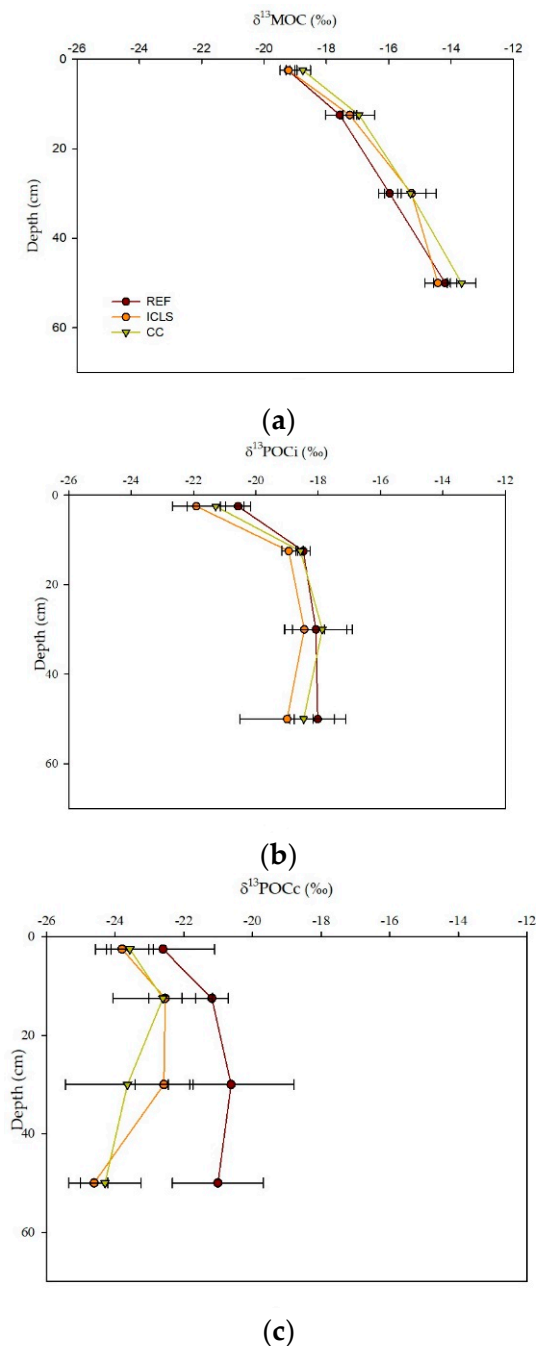 δ¹³MOC (‰)
-26 -24 -22 -20 -18 -16 -14 -12
0
20
Depth (cm)
40
60
REF
ICLS
CC
(a)
δ¹³POCi (‰)
-26 -24 -22 -20 -18 -16 -14 -12
0
20
Depth (cm)
40
60
(b)
δ¹³POCc (‰)
-26 -24 -22 -20 -18 -16 -14 -12
0
20
Depth (cm)
40
60
(c)